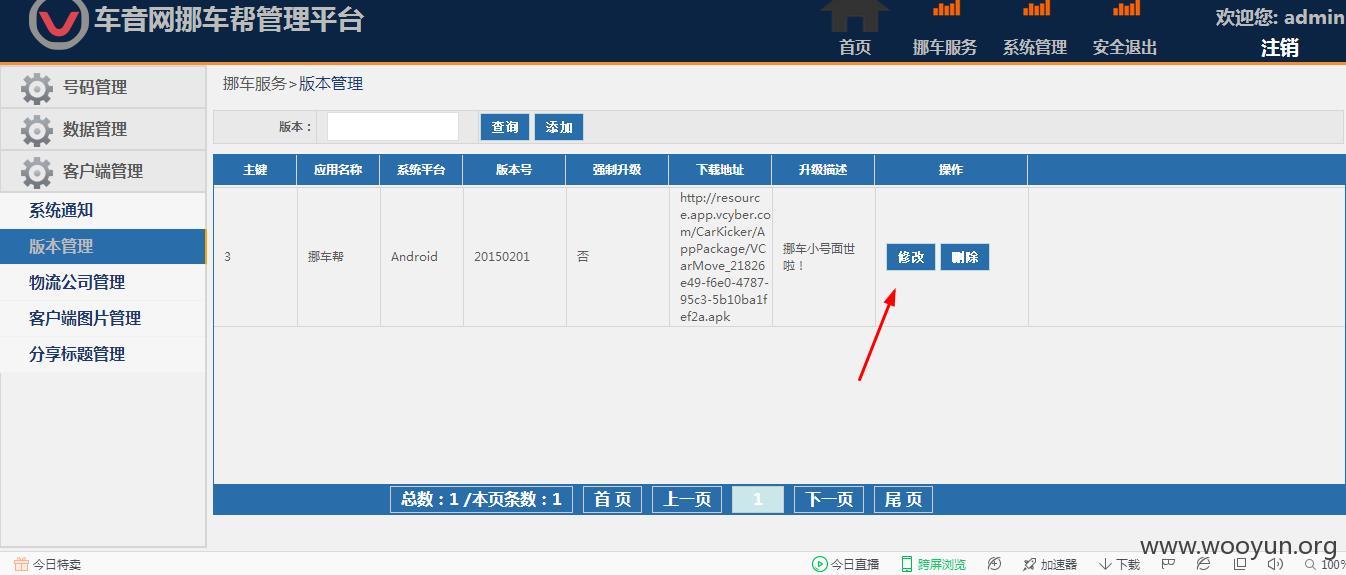 车音网挪车帮管理平台
首页
挪车服务
系统管理
安全退出
欢迎您: admin
注销
号码管理
数据管理
客户端管理
系统通知
版本管理
物流公司管理
客户端图片管理
分享标题管理
挪车服务>版本管理
版本：
查询
添加
主键 应用名称 系统平台 版本号 强制升级 下载地址 升级描述 操作
3
挪车帮
Android
20150201
否
http://resourc
e.app.vcyber.co
m/CarKicker/A
ppPackage/VC
arMove_21826
e49-f6e0-4787-
95c3-5b10ba1f
ef2a.apk
挪车小号面世
啦！
修改
删除
总数：1 /本页条数：1
首 页
上一页
1
下一页
尾 页
www.wooyun.org
今日特卖
今日直播
跨屏浏览
加速器
下载
100%